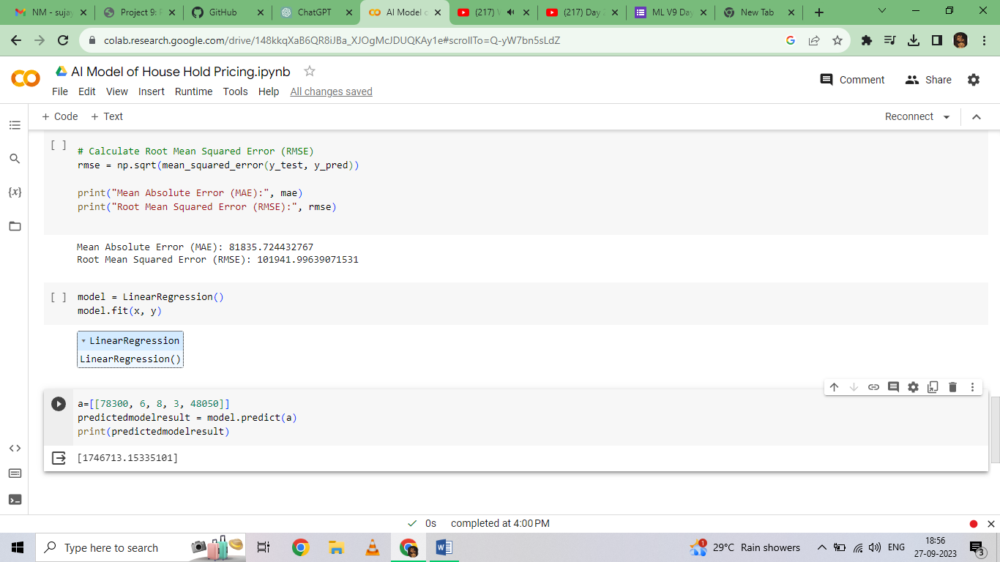 NM - suja
Project 9: P
GitHub
ChatGPT
AI Model o
(217)
(217) Day 2
ML V9 Day
New Tab
colab.research.google.com/drive/148kkqXaB6QR8iJBa_XJOgMcJDUQKAy1e#scrollTo=Q-yW7bn5sLdZ
AI Model of House Hold Pricing.ipynb
Comment
Share
File Edit View Insert Runtime Tools Help All changes saved
+ Code + Text
Reconnect
[ ]
# Calculate Root Mean Squared Error (RMSE)
rmse = np.sqrt(mean_squared_error(y_test, y_pred))
print("Mean Absolute Error (MAE):", mae)
print("Root Mean Squared Error (RMSE):", rmse)
Mean Absolute Error (MAE): 81835.724432767
Root Mean Squared Error (RMSE): 101941.99639071531
[ ] model = LinearRegression()
model.fit(x, y)
LinearRegression
LinearRegression()
a=[[78300, 6, 8, 3, 48050]]
predictedmodelresult = model.predict(a)
print(predictedmodelresult)
[1746713.15335101]
{x}
0s completed at 4:00 PM
Type here to search
1
29°C Rain showers
ENG
18:56
27-09-2023
3